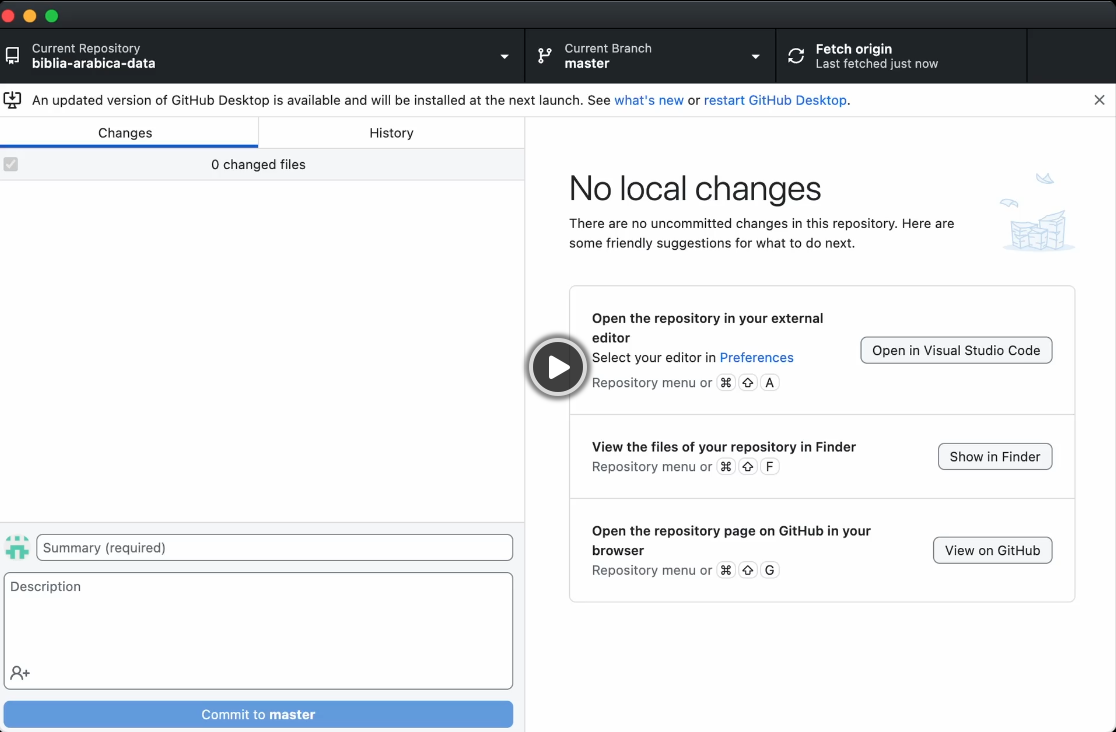 Current Repository
biblia-arabica-data
Current Branch
master
Fetch origin
Last fetched just now
An updated version of GitHub Desktop is available and will be installed at the next launch. See what's new or restart GitHub Desktop.
Changes
History
0 changed files
No local changes
There are no uncommitted changes in this repository. Here are
some friendly suggestions for what to do next.
Open the repository in your external
editor
Select your editor in Preferences
Repository menu or ⌘ ⇧ A
Open in Visual Studio Code
View the files of your repository in Finder
Repository menu or ⌘ ⇧ F
Show in Finder
Open the repository page on GitHub in your
browser
Repository menu or ⌘ ⇧ G
View on GitHub
Summary (required)
Description
Commit to master